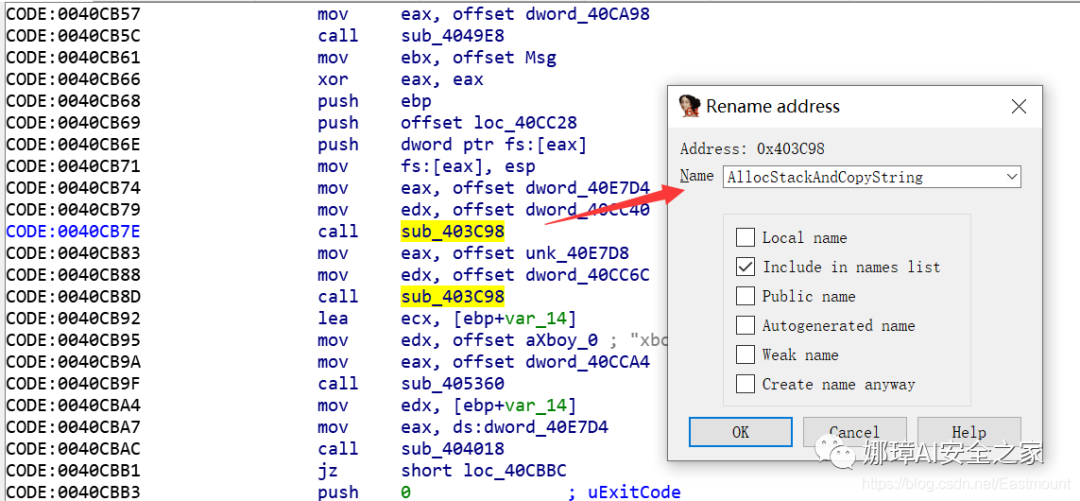 CODE:0040CB57 mov eax, offset dword_40CA98
CODE:0040CB5C call sub_4049E8
CODE:0040CB61 mov ebx, offset Msg
CODE:0040CB66 xor eax, eax
CODE:0040CB68 push ebp
CODE:0040CB69 push offset loc_40CC28
CODE:0040CB6E push dword ptr fs:[eax]
CODE:0040CB71 mov fs:[eax], esp
CODE:0040CB74 mov eax, offset dword_40E7D4
CODE:0040CB79 mov edx, offset dword_40CC40
CODE:0040CB7E call sub_403C98
CODE:0040CB83 mov eax, offset unk_40E7D8
CODE:0040CB88 mov edx, offset dword_40CC6C
CODE:0040CB8D call sub_403C98
CODE:0040CB92 lea ecx, [ebp+var_14]
CODE:0040CB95 mov edx, offset aXboy_0 ; "xbo
CODE:0040CB9A mov eax, offset dword_40CCA4
CODE:0040CB9F call sub_405360
CODE:0040CBA4 mov edx, [ebp+var_14]
CODE:0040CBA7 mov eax, ds:dword_40E7D4
CODE:0040CBAC call sub_404018
CODE:0040CBB1 jz short loc_40CBBC
CODE:0040CBB3 push 0 ; uExitCode
Rename address
Address: 0x403C98
Name AllocStackAndCopyString
Local name
Include in names list
Public name
Autogenerated name
Weak name
Create name anyway
OK Cancel Help
娜璋AI安全之家
https://blog.csdn.net/Eastmount